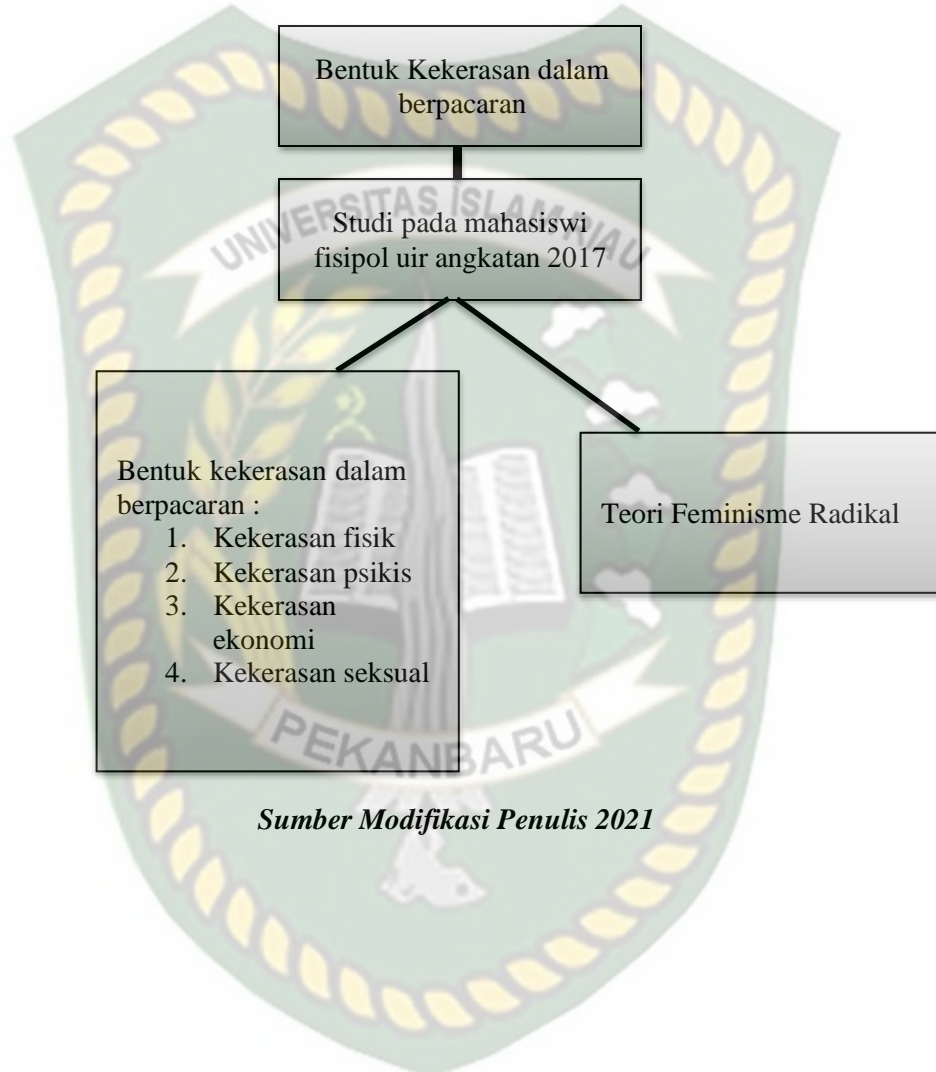 Bentuk Kekerasan dalam
berpacaran
UNIVERSITAS ISLAM RIAU
Studi pada mahasiswi
fisipol uir angkatan 2017
Bentuk kekerasan dalam
berpacaran :
1. Kekerasan fisik
2. Kekerasan psikis
3. Kekerasan
ekonomi
4. Kekerasan seksual
Teori Feminisme Radikal
PEKANBARU
Sumber Modifikasi Penulis 2021